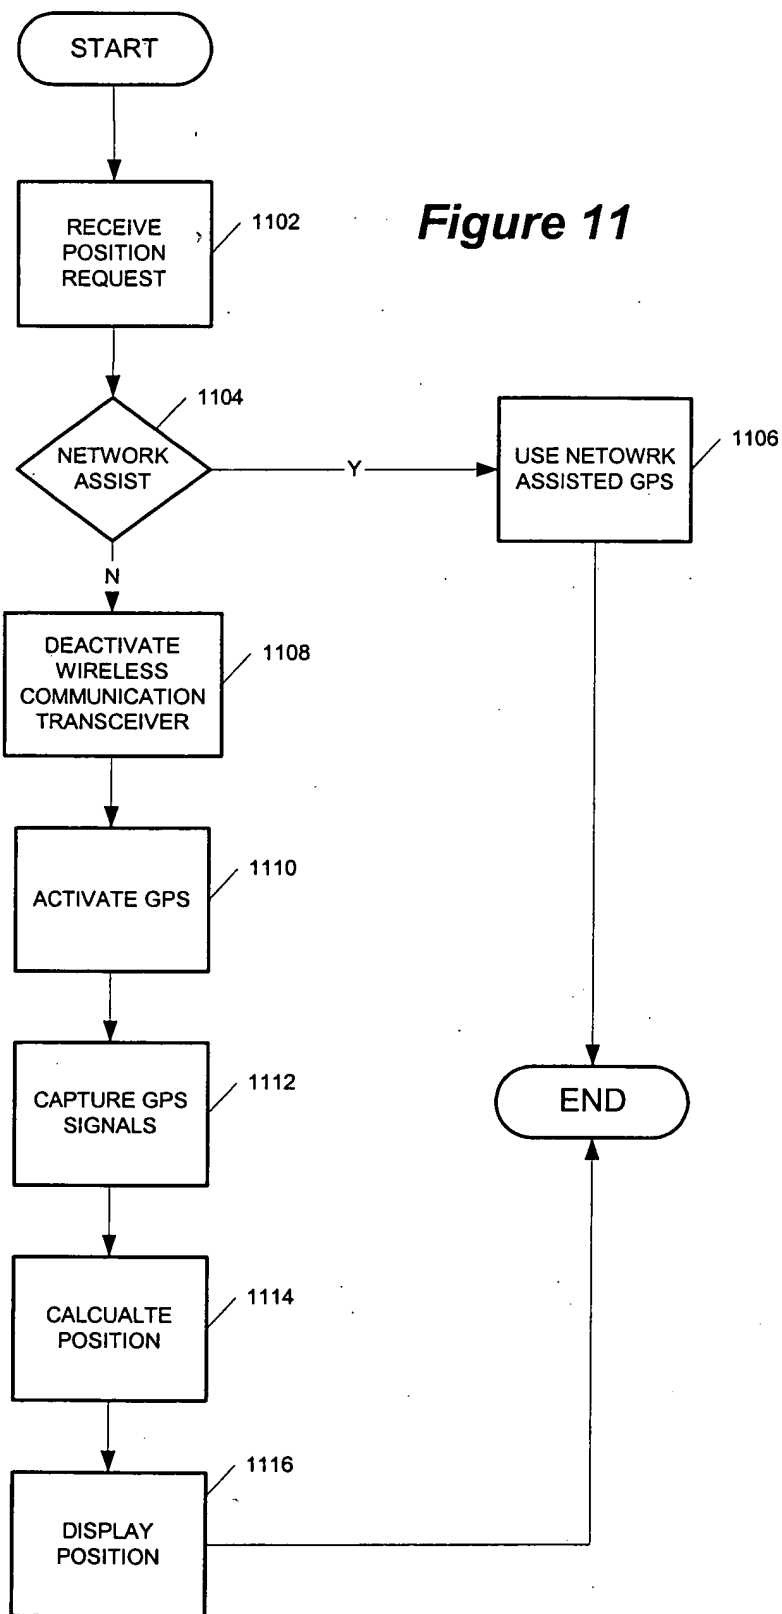 START
Figure 11
RECEIVE
POSITION
REQUEST
1102
NETWORK
ASSIST
1104
Y
USE NETOWRK
ASSISTED GPS
1106
N
DEACTIVATE
WIRELESS
COMMUNICATION
TRANSCEIVER
1108
ACTIVATE GPS
1110
CAPTURE GPS
SIGNALS
1112
END
CALCUALTE
POSITION
1114
DISPLAY
POSITION
1116